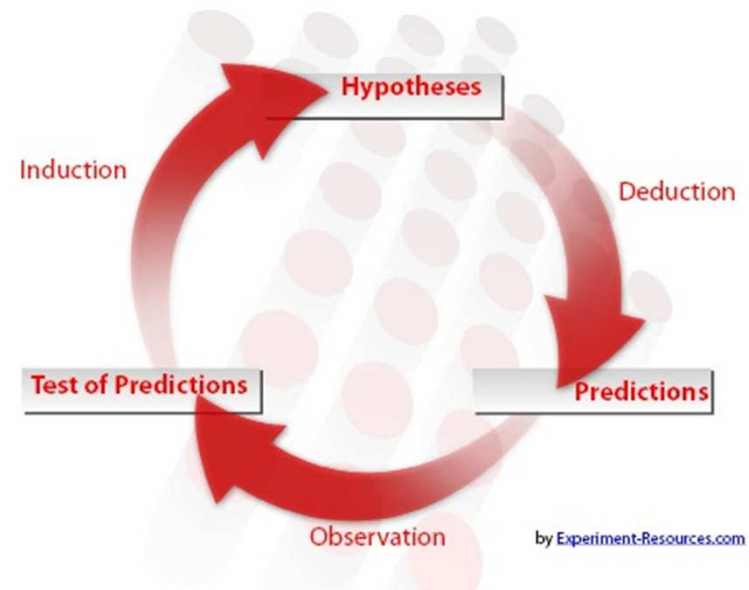 Hypotheses
Induction
Deduction
Test of Predictions
Predictions
Observation
by Experiment-Resources.com